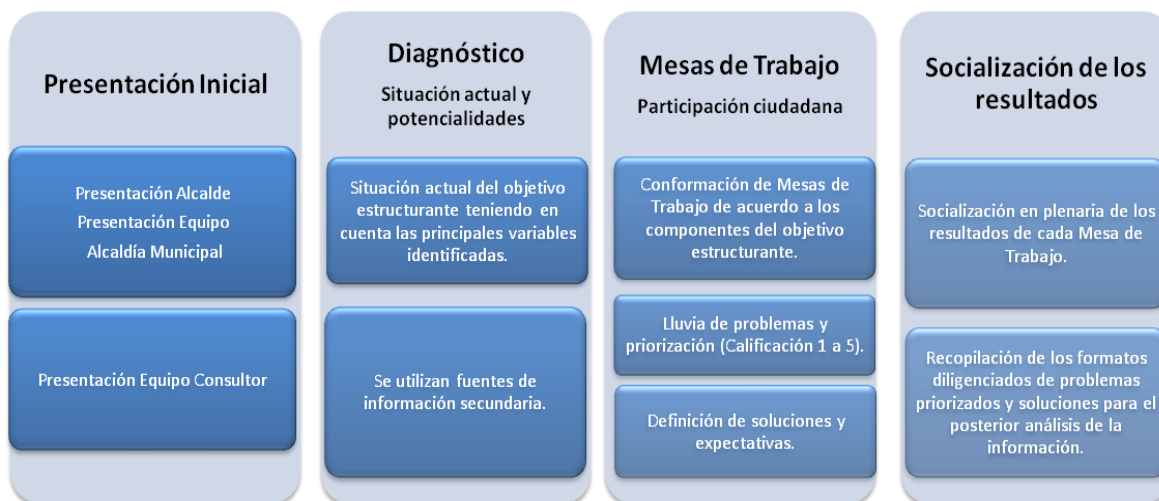 Presentación Inicial
Presentación Alcalde
Presentación Equipo
Alcaldía Municipal
Presentación Equipo Consultor
Diagnóstico
Situación actual y
potencialidades
Situación actual del objetivo
estructurante teniendo en
cuenta las principales variables
identificadas.
Se utilizan fuentes de
información secundaria.
Mesas de Trabajo
Participación ciudadana
Conformación de Mesas de
Trabajo de acuerdo a los
componentes del objetivo
estructurante.
Lluvia de problemas y
priorización (Calificación 1 a 5).
Definición de soluciones y
expectativas.
Socialización de los
resultados
Socialización en plenaria de los
resultados de cada Mesa de
Trabajo.
Recopilación de los formatos
diligenciados de problemas
priorizados y soluciones para el
posterior análisis de la
información.